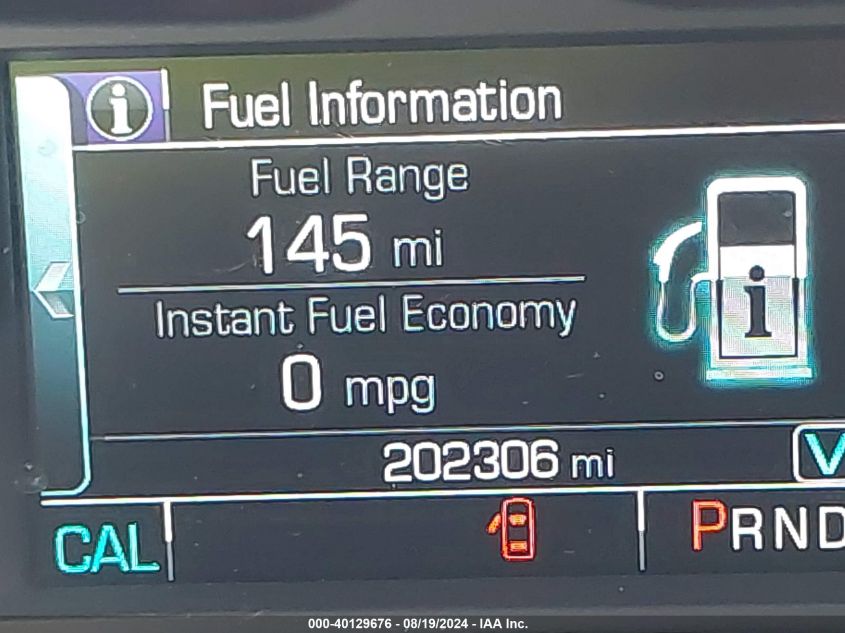 i Fuel Information
Fuel Range
145 mi
i
Instant Fuel Economy
0 mpg
202306 mi
V
CAL
PRND
000-40129676 - 08/19/2024 - IAA Inc.